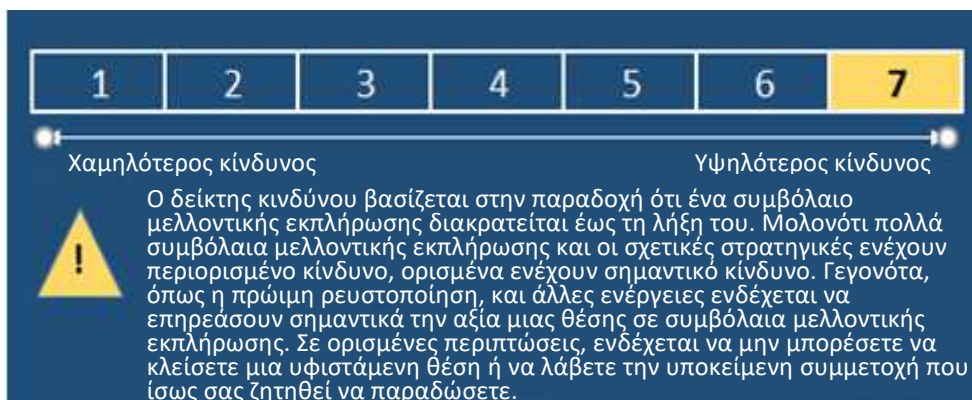 1 2 3 4 5 6 7
Χαμηλότερος κίνδυνος Υψηλότερος κίνδυνος
Ο δείκτης κινδύνου βασίζεται στην παραδοχή ότι ένα συμβόλαιο
μελλοντικής εκπλήρωσης διακρατείται έως τη λήξη του. Μολονότι πολλά
συμβόλαια μελλοντικής εκπλήρωσης και οι σχετικές στρατηγικές ενέχουν
περιορισμένο κίνδυνο, ορισμένα ενέχουν σημαντικό κίνδυνο. Γεγονότα,
όπως η πρώιμη ρευστοποίηση, και άλλες ενέργειες ενδέχεται να
επηρεάσουν σημαντικά την αξία μιας θέσης σε συμβόλαια μελλοντικής
εκπλήρωσης. Σε ορισμένες περιπτώσεις, ενδέχεται να μην μπορέσετε να
κλείσετε μια υφιστάμενη θέση ή να λάβετε την υποκείμενη συμμετοχή που
ίσως σας ζητηθεί να παραδώσετε.
!